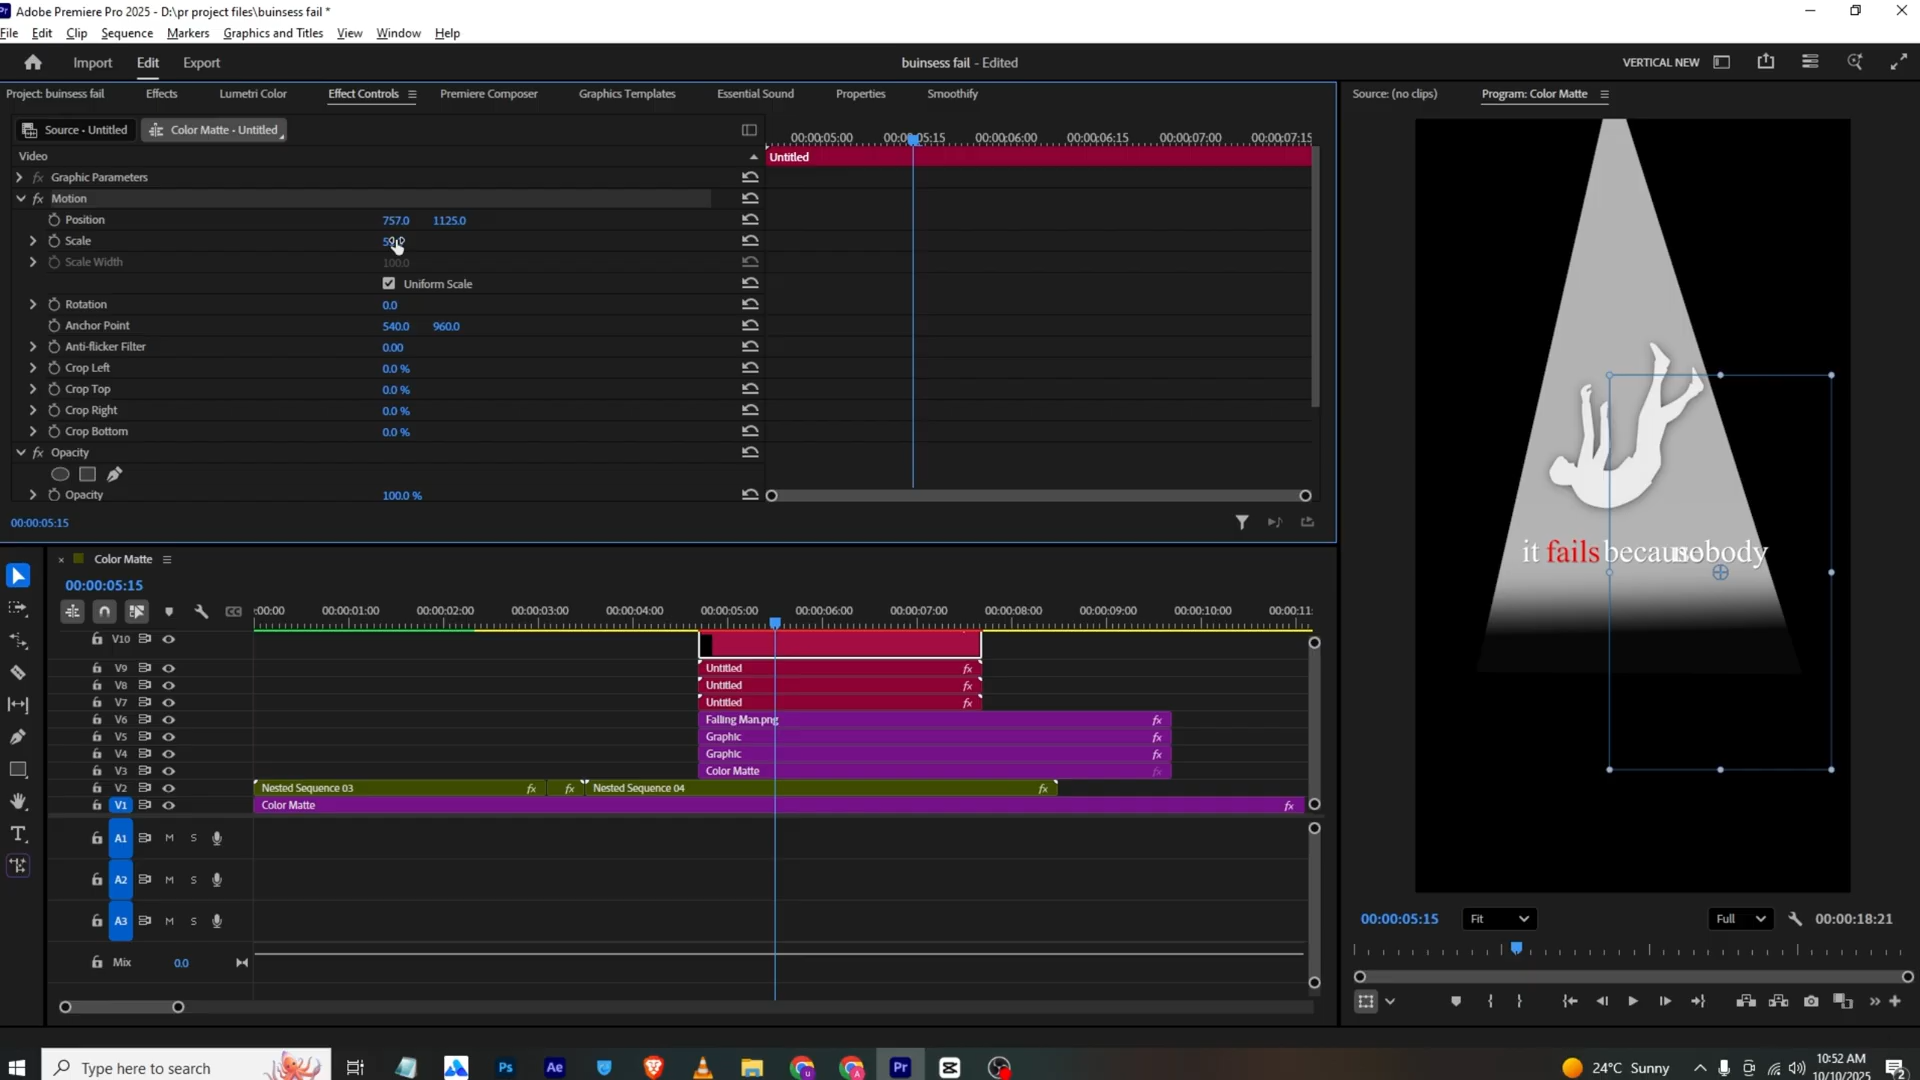 Adobe Premiere Pro 2025 - D:\pr project files\buinsess fail *
File Edit Clip Sequence Markers Graphics and Titles View Window Help
Import Edit Export
buinsess fail - Edited
VERTICAL NEW
Project: buinsess fail Effects Lumetri Color Effect Controls Premiere Composer Graphics Templates Essential Sound Properties Smoothify
Source: (no clips) Program: Color Matte
Source - Untitled Color Matte - Untitled
00:00:05:00 00:00:05:15 00:00:06:00 00:00:06:15 00:00:07:00 00:00:07:15
Video
Untitled
fx Graphic Parameters
fx Motion
Position 757.0 1125.0
Scale
Scale Width 100.0
Uniform Scale
Rotation 0.0
Anchor Point 540.0 960.0
Anti-flicker Filter 0.00
Crop Left 0.0 %
Crop Top 0.0 %
Crop Right 0.0 %
Crop Bottom 0.0 %
fx Opacity
Opacity 100.0 %
00:00:05:15
it fails because nobody
Color Matte
00:00:05:15
:00:00 00:00:01:00 00:00:02:00 00:00:03:00 00:00:04:00 00:00:05:00 00:00:06:00 00:00:07:00 00:00:08:00 00:00:09:00 00:00:10:00 00:00:11:
V10
V9 Untitled fx
V8 Untitled fx
V7 Untitled fx
V6 Falling Man.png fx
V5 Graphic fx
V4 Graphic fx
V3 Color Matte fx
V2 Nested Sequence 03 fx fx Nested Sequence 04 fx
V1 Color Matte fx
A1 M S
A2 M S
A3 M S
Mix 0.0
00:00:05:15 Fit Full 00:00:18:21
Type here to search
Ps Ae Pr
24°C Sunny
10:52 AM
10/10/2025
2